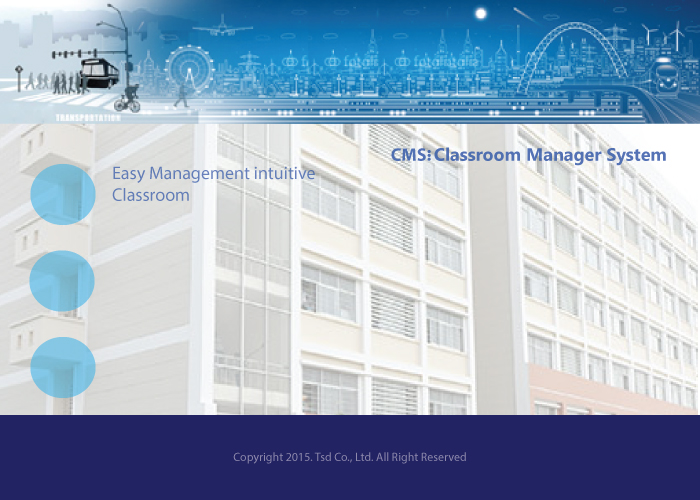 TRANSPORTATION
CMS: Classroom Manager System
Easy Management intuitive
Classroom
Copyright 2015. Tsd Co., Ltd. All Right Reserved